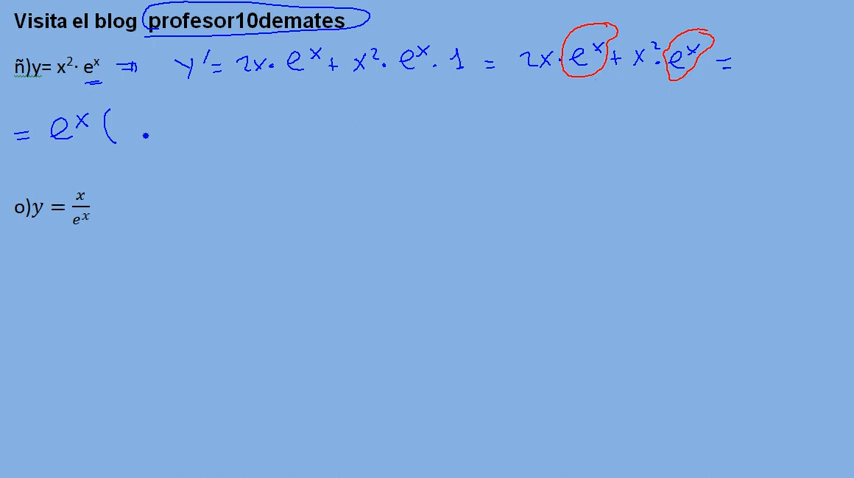 Visita el blog profesor10demates
ñ)y= x²· eˣ ⇒ y'= 2x· eˣ + x²· eˣ · 1 = 2x·eˣ + x²·eˣ =
= eˣ (
o)y = x/eˣ